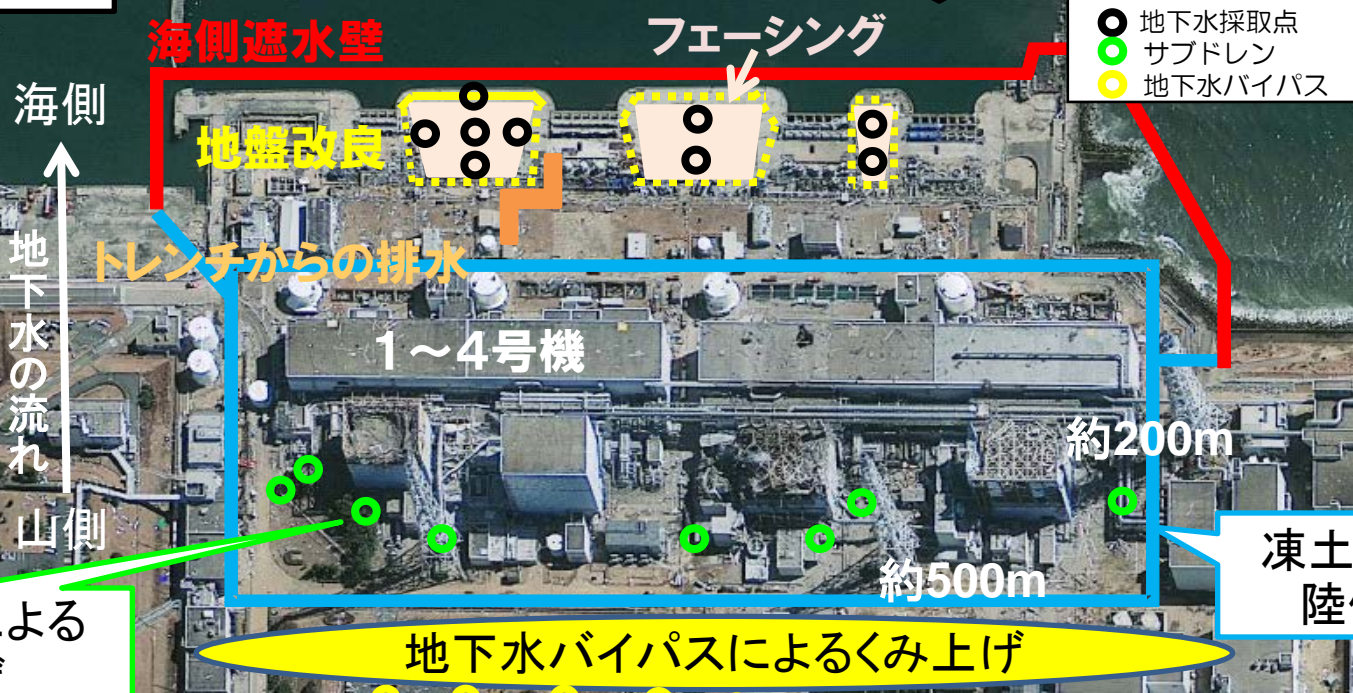 海側遮水壁
フェーシング
地下水採取点
サブドレン
地下水バイパス
海側
地盤改良
トレンチからの排水
地下水の流れ
1～4号機
山側
約200m
約500m
凍土
陸
による
地下水バイパスによるくみ上げ